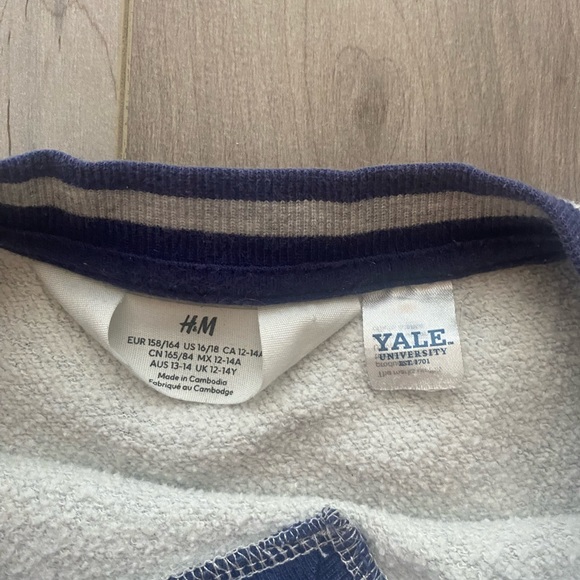 H&M
EUR 158/164 US 16/18 CA 12-14A
CN 165/84 MX 12-14A
AUS 13-14 UK 12-14Y
Made in Cambodia
Fabriqué au Cambodge
YALE™
UNIVERSITY
EST. 1701